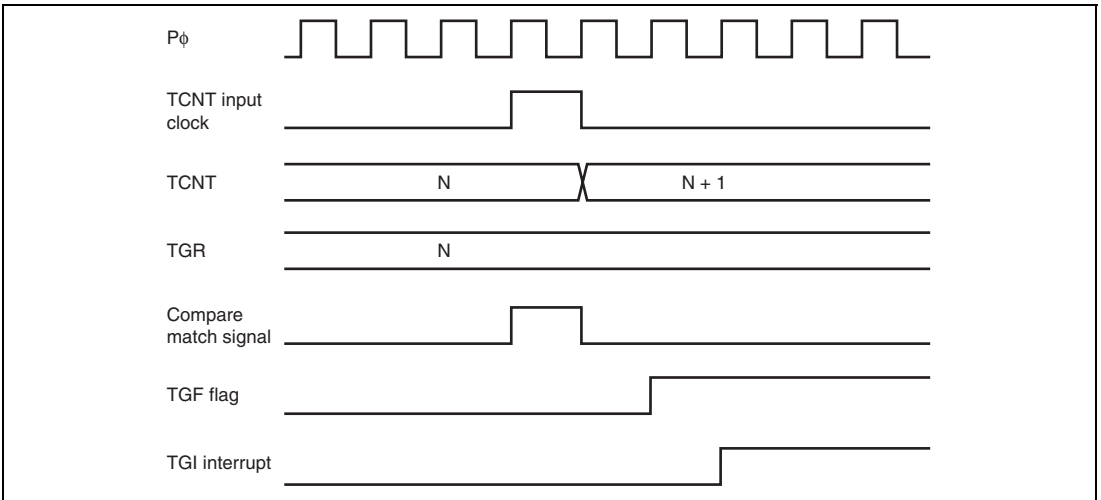 Pϕ
TCNT input
clock
TCNT
N
N + 1
TGR
N
Compare
match signal
TGF flag
TGI interrupt